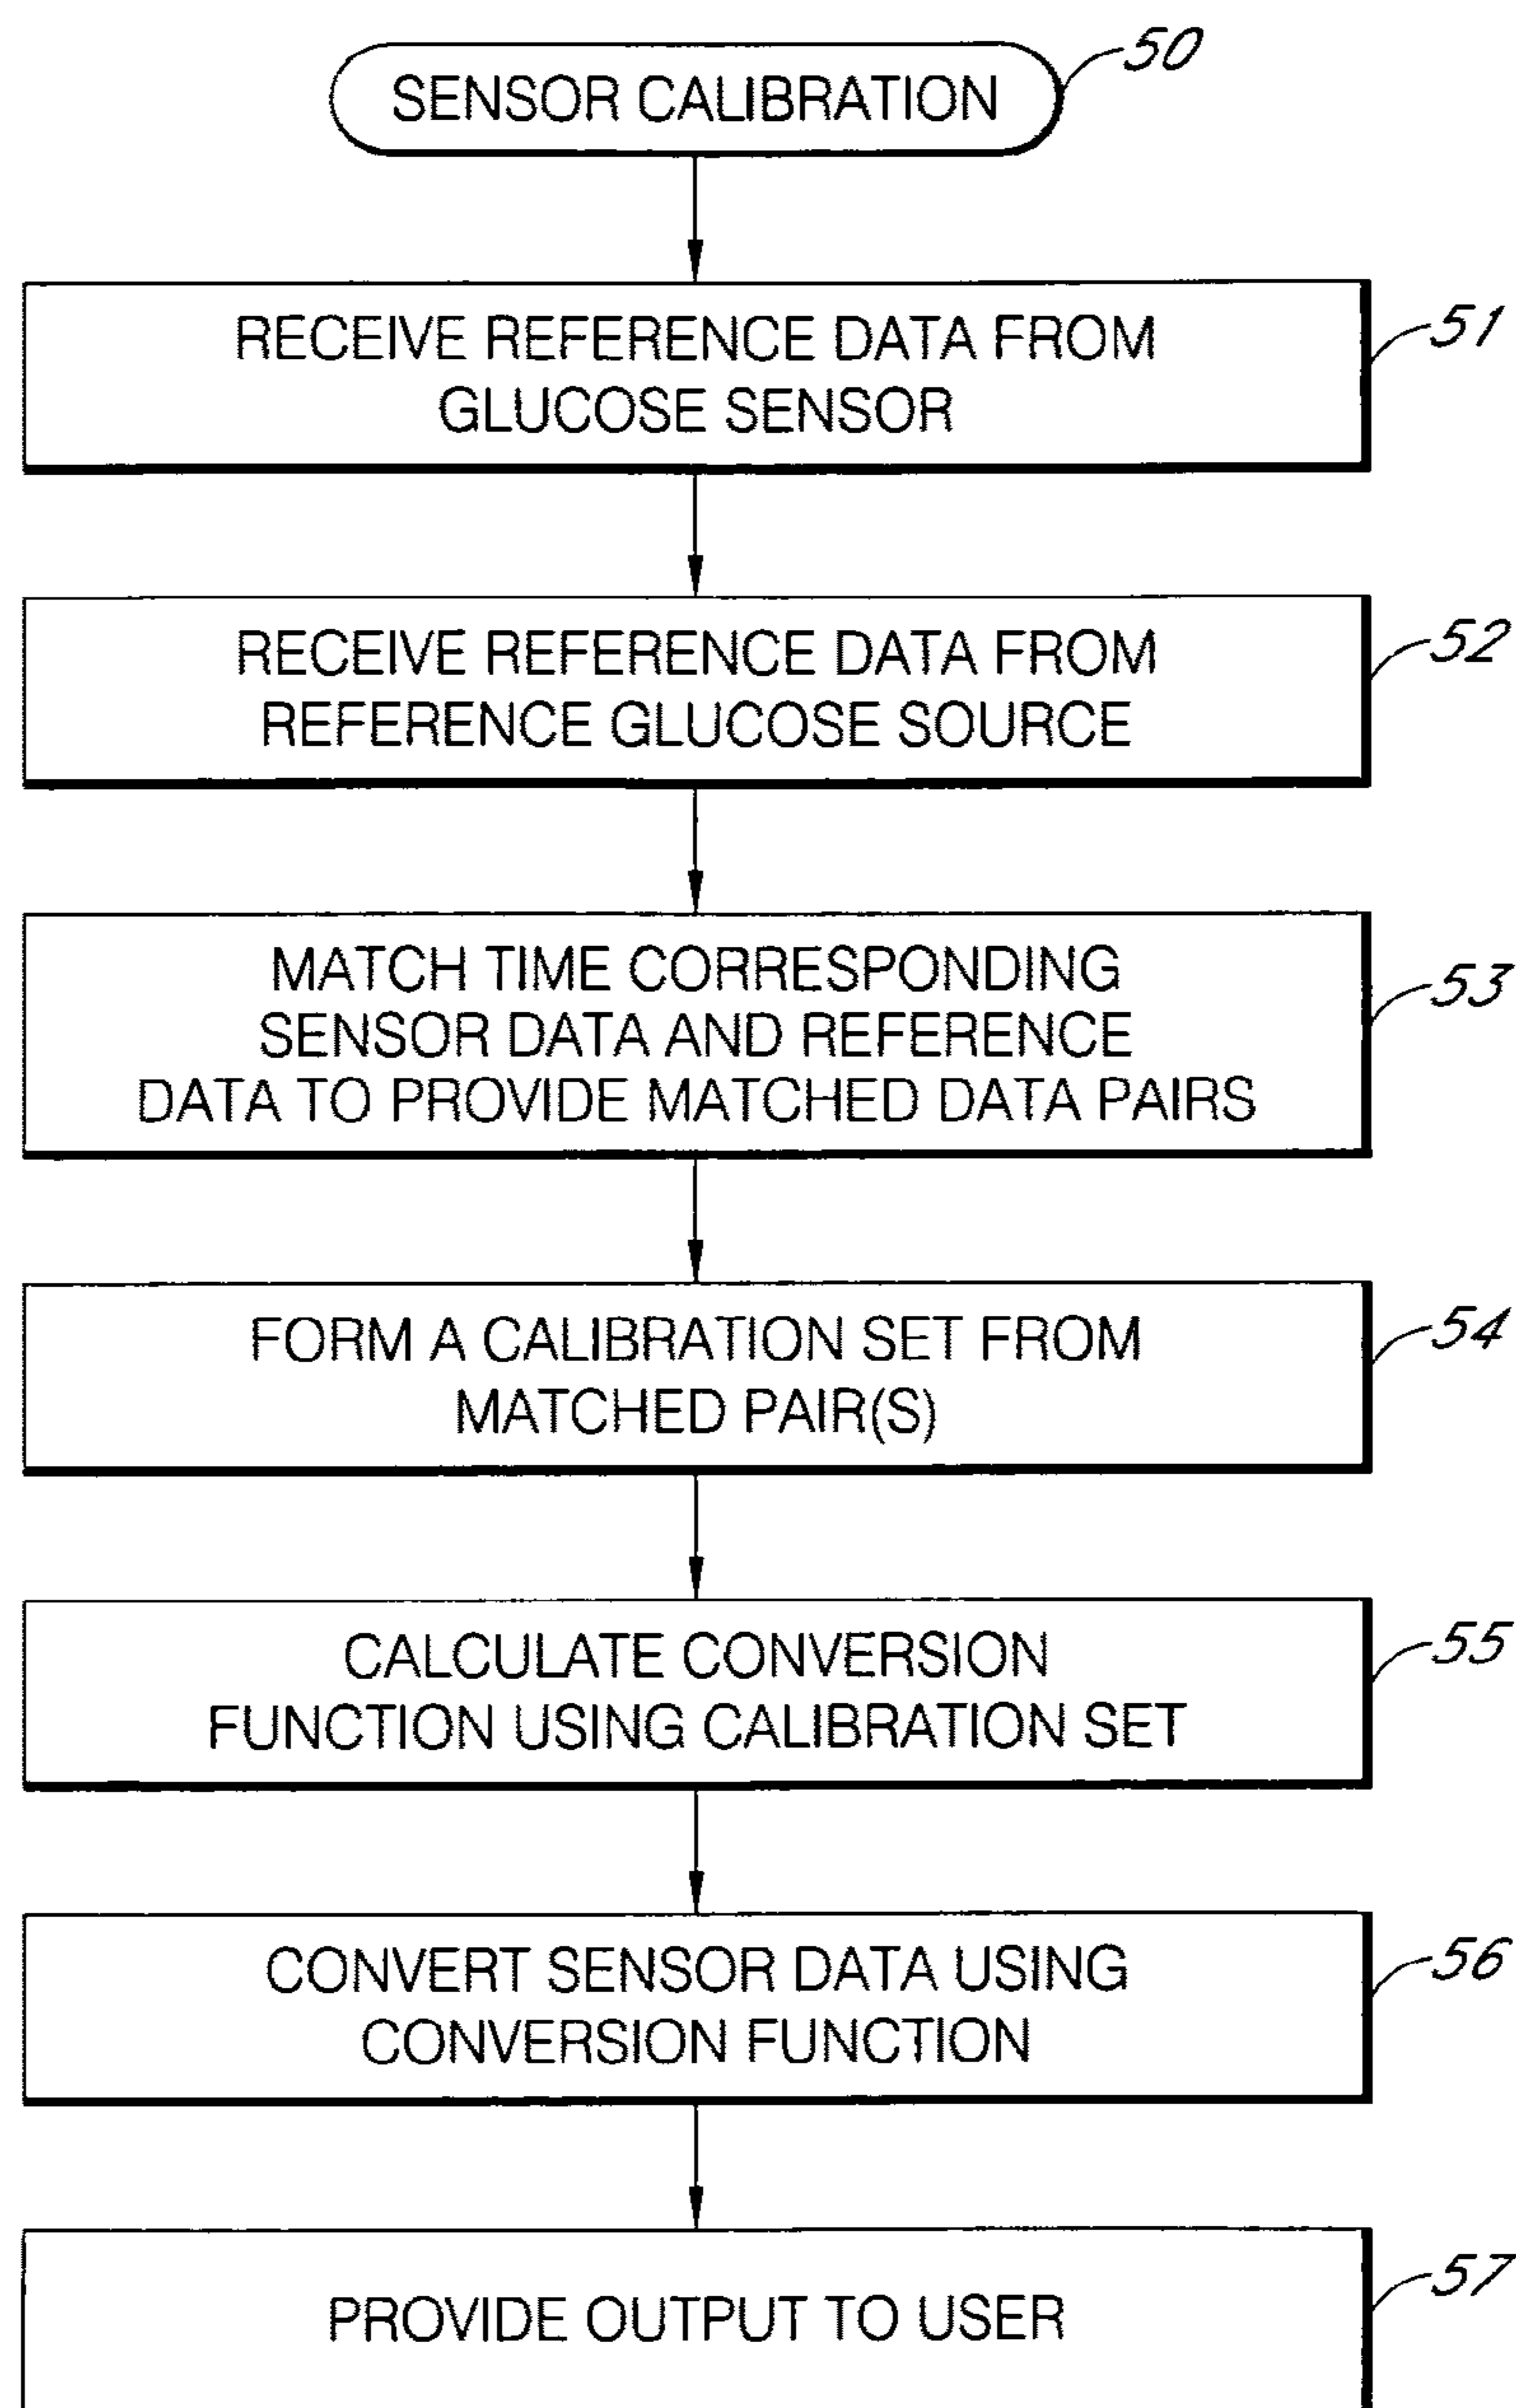 SENSOR CALIBRATION
50
RECEIVE REFERENCE DATA FROM
GLUCOSE SENSOR
51
RECEIVE REFERENCE DATA FROM
REFERENCE GLUCOSE SOURCE
52
MATCH TIME CORRESPONDING
SENSOR DATA AND REFERENCE
DATA TO PROVIDE MATCHED DATA PAIRS
53
FORM A CALIBRATION SET FROM
MATCHED PAIR(S)
54
CALCULATE CONVERSION
FUNCTION USING CALIBRATION SET
55
CONVERT SENSOR DATA USING
CONVERSION FUNCTION
56
PROVIDE OUTPUT TO USER
57